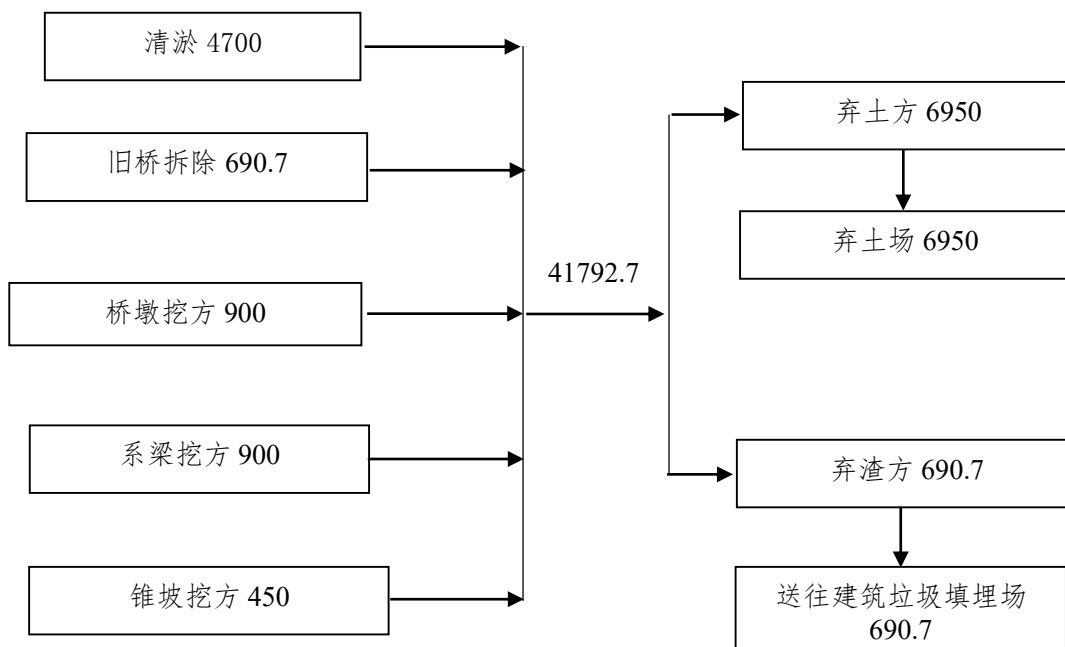 清淤 4700
旧桥拆除 690.7
桥墩挖方 900
系梁挖方 900
锥坡挖方 450
41792.7
弃土方 6950
弃土场 6950
弃渣方 690.7
送往建筑垃圾填埋场
690.7